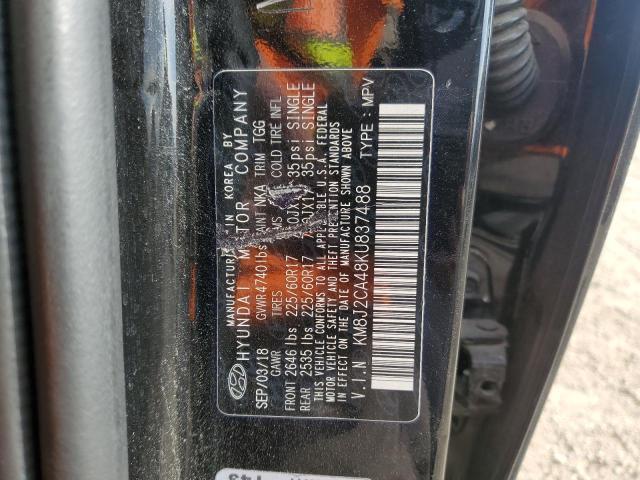 MANUFACTURED IN KOREA BY
HYUNDAI MOTOR COMPANY
SEP/03/18 GVWR 4740lbs PAINT NKA TRIM TGG
GAWR TIRES COLD TIRE INFL
FRONT 2646 lbs 225/60R17 35psi SINGLE
REAR 2535 lbs 225/60R17 35psi SINGLE
THIS VEHICLE CONFORMS TO ALL APPLICABLE U.S.A. FEDERAL
MOTOR VEHICLE SAFETY AND THEFT PREVENTION STANDARDS
IN EFFECT ON THE DATE OF MANUFACTURE SHOWN ABOVE
V.I.N KM8J2CA48KU837488 TYPE: MPV